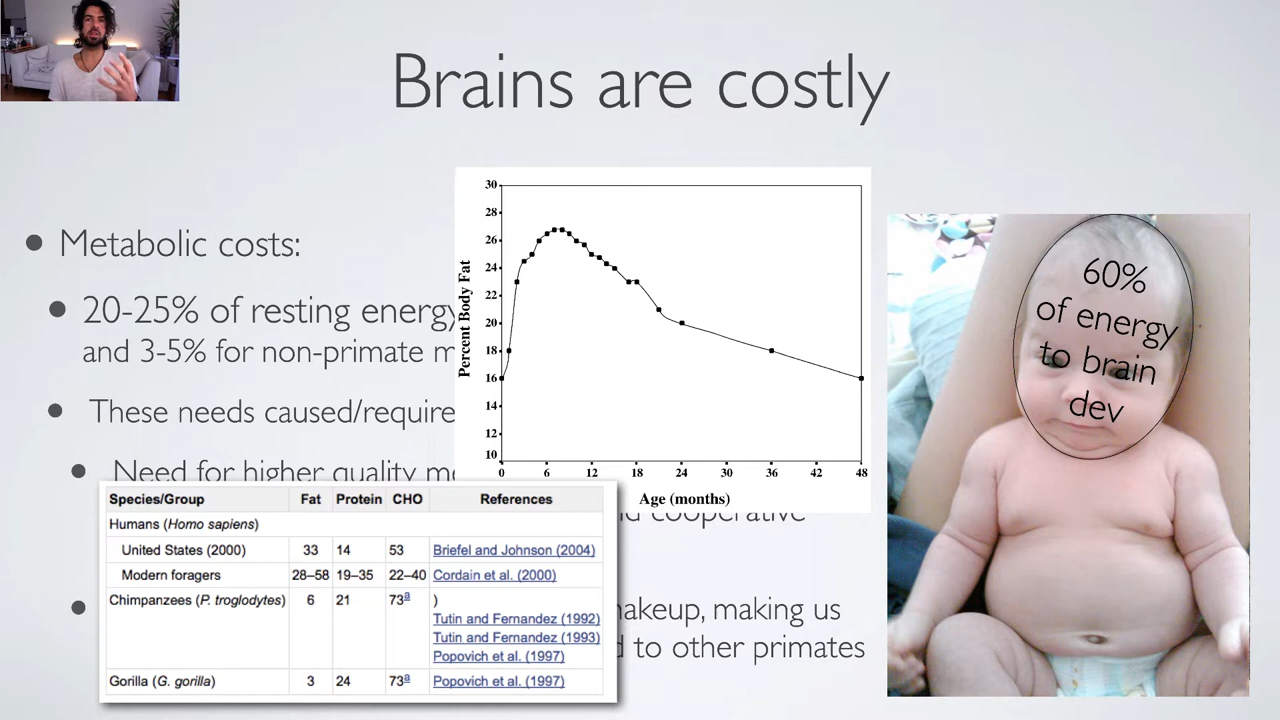 Brains are costly
Metabolic costs:
20-25% of resting energy
and 3-5% for non-primate
These needs caused/require
Need for higher quality
cooperative
making us
to other primates
30
28
26
24
22
20
18
16
14
12
10
Percent Body Fat
0 6 12 18 24 30 36 42 48
Age (months)
Species/Group Fat Protein CHO References
Humans (Homo sapiens)
United States (2000) 33 14 53 Briefel and Johnson (2004)
Modern foragers 28–58 19–35 22–40 Cordain et al. (2000)
Chimpanzees (P. troglodytes) 6 21 73a )
Tutin and Fernandez (1992)
Tutin and Fernandez (1993)
Popovich et al. (1997)
Gorilla (G. gorilla) 3 24 73a Popovich et al. (1997)
60%
of energy
to brain
dev